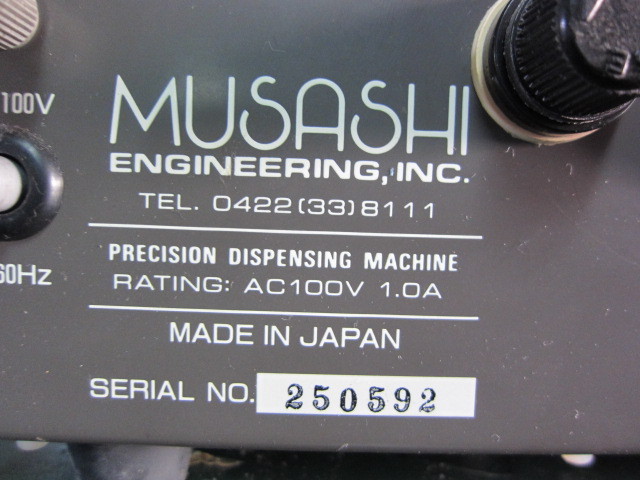 100V
MUSASHI
ENGINEERING, INC.
TEL. 0422(33)8111
PRECISION DISPENSING MACHINE
60Hz
RATING: AC100V 1.0A
MADE IN JAPAN
SERIAL NO. 250592